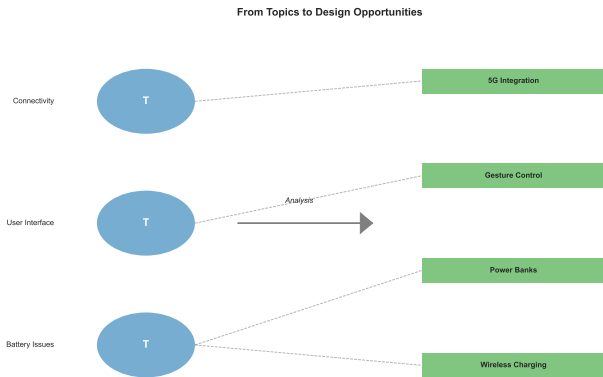 From Topics to Design Opportunities
5G Integration
Connectivity
T
Gesture Control
Analysis
User Interface
T
Power Banks
Battery Issues
T
Wireless Charging